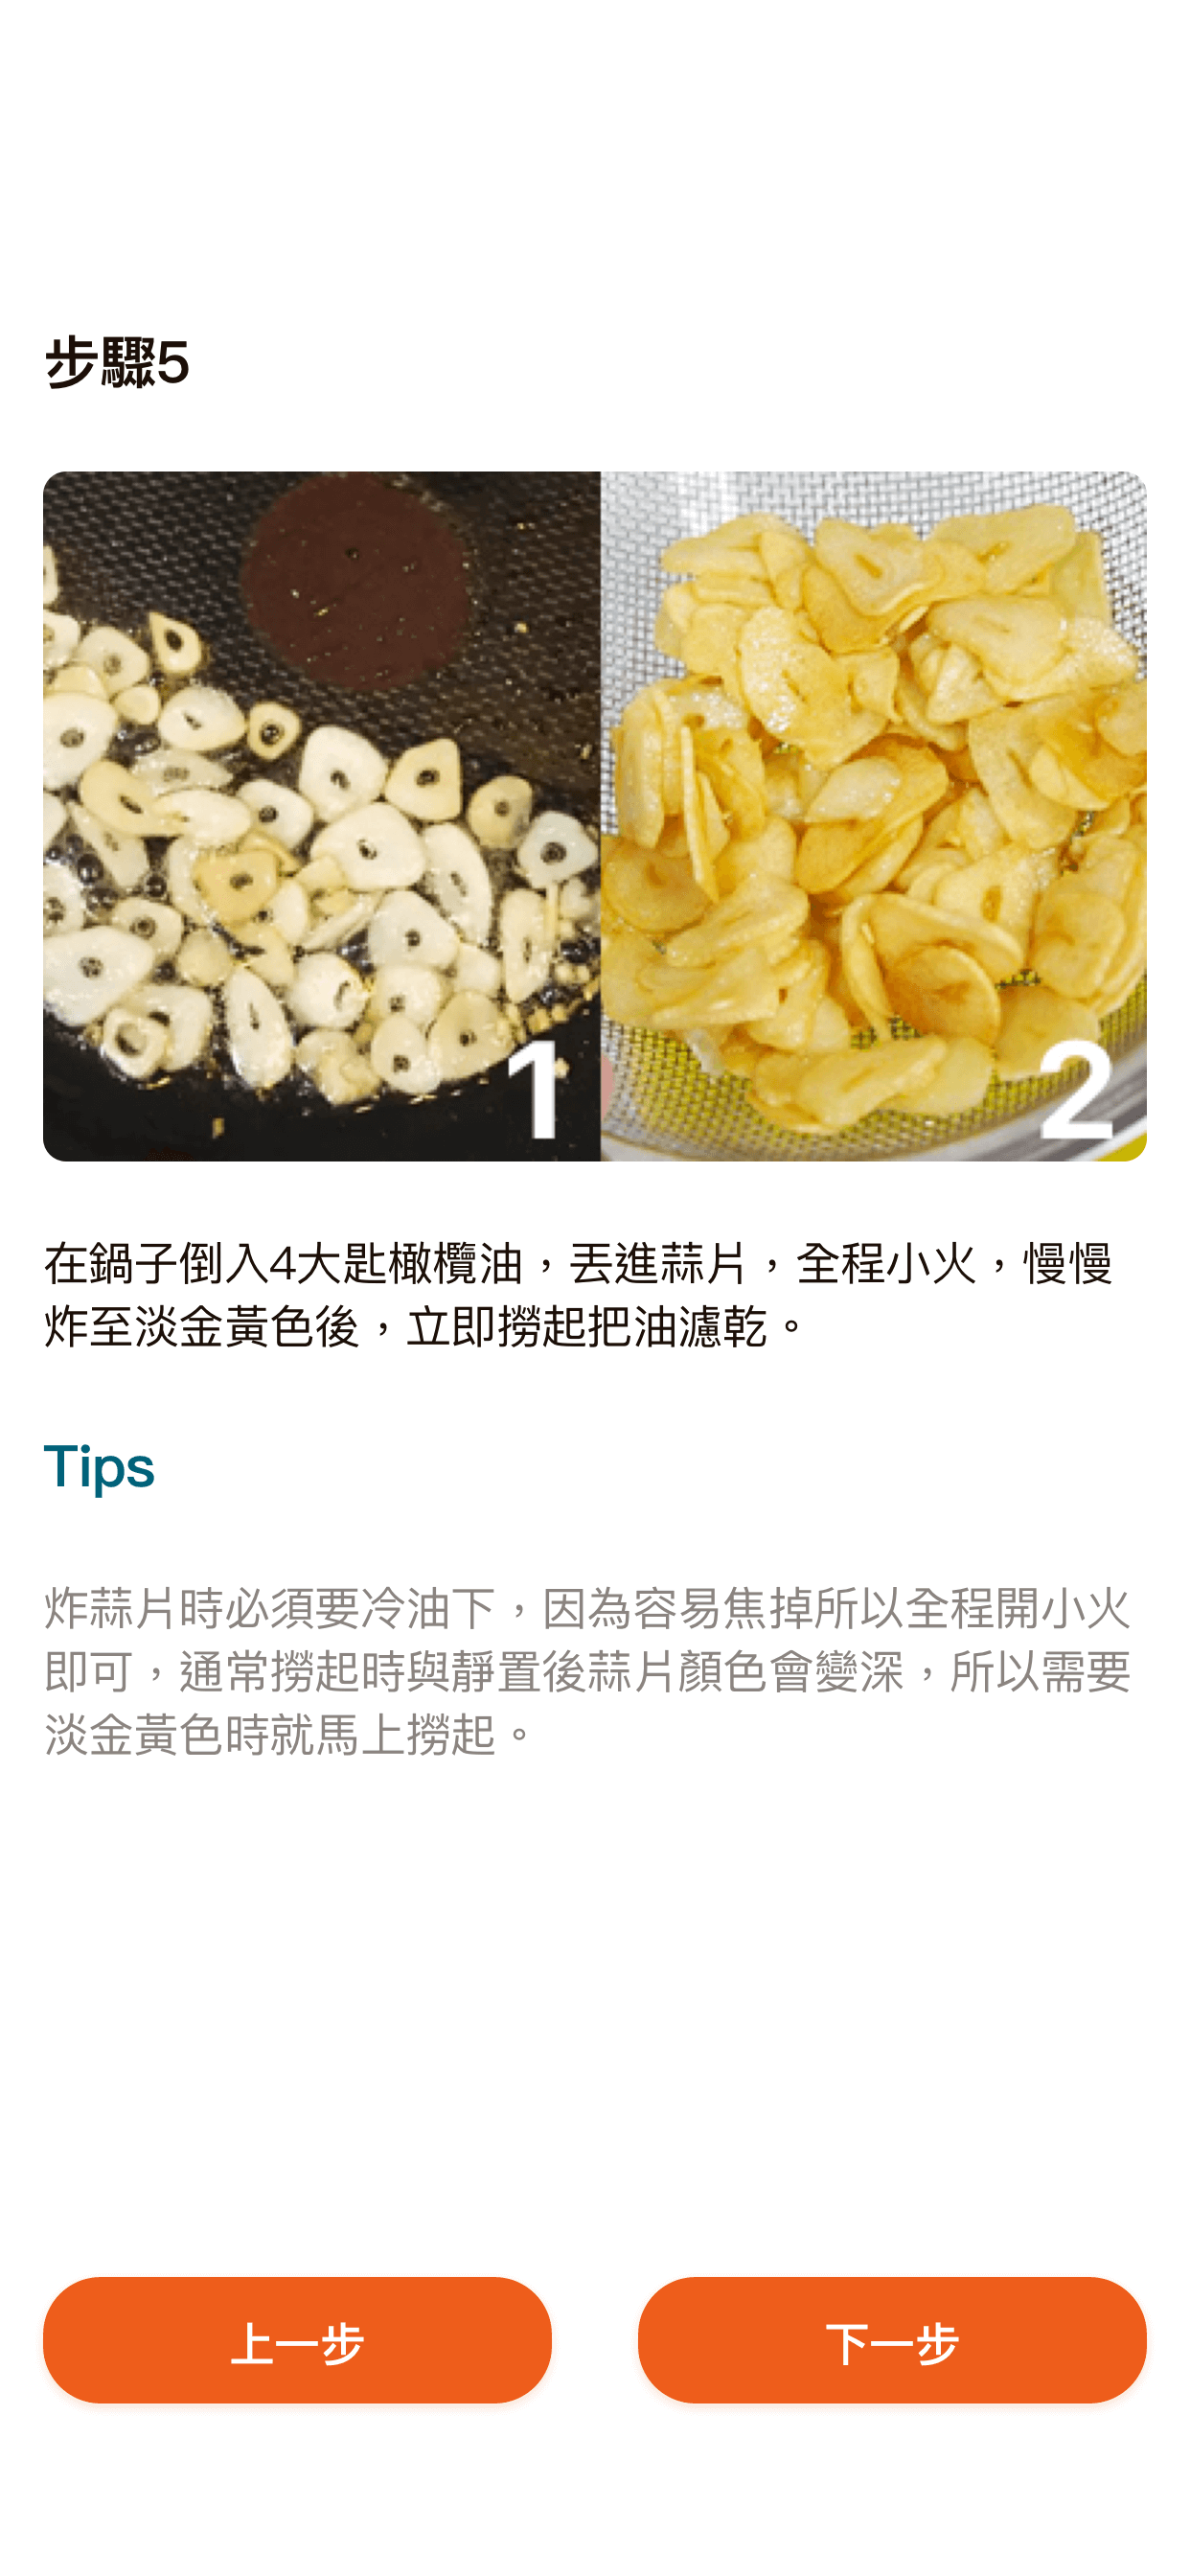 步驟5
1
2
在鍋子倒入4大匙橄欖油，丟進蒜片，全程小火，慢慢
炸至淡金黃色後，立即撈起把油濾乾。
Tips
炸蒜片時必須要冷油下，因為容易焦掉所以全程開小火
即可，通常撈起時與靜置後蒜片顏色會變深，所以需要
淡金黃色時就馬上撈起。
上一步
下一步